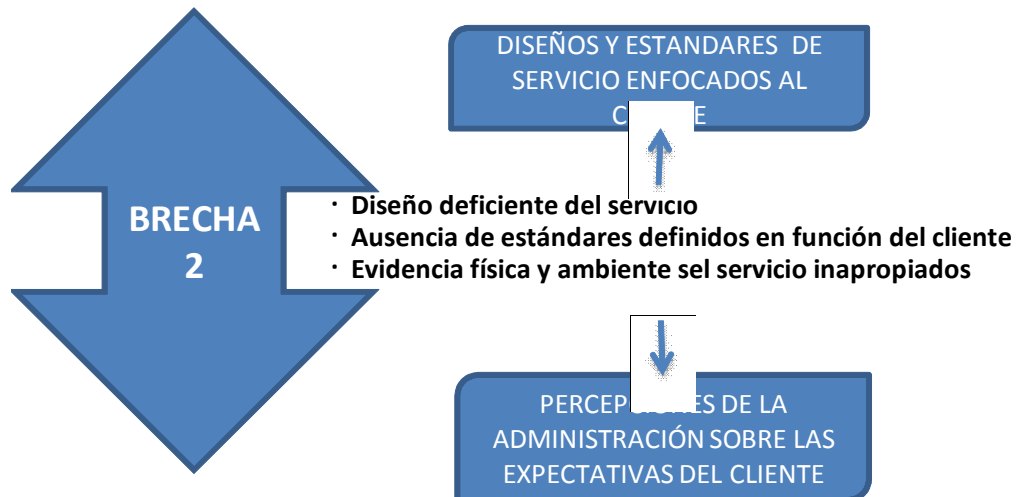 DISEÑOS Y ESTANDARES DE
SERVICIO ENFOCADOS AL
BRECHA
2
· Diseño deficiente del servicio
· Ausencia de estándares definidos en función del cliente
· Evidencia física y ambiente sel servicio inapropiados
DE LA
ADMINISTRACIÓN SOBRE LAS
EXPECTATIVAS DEL CLIENTE